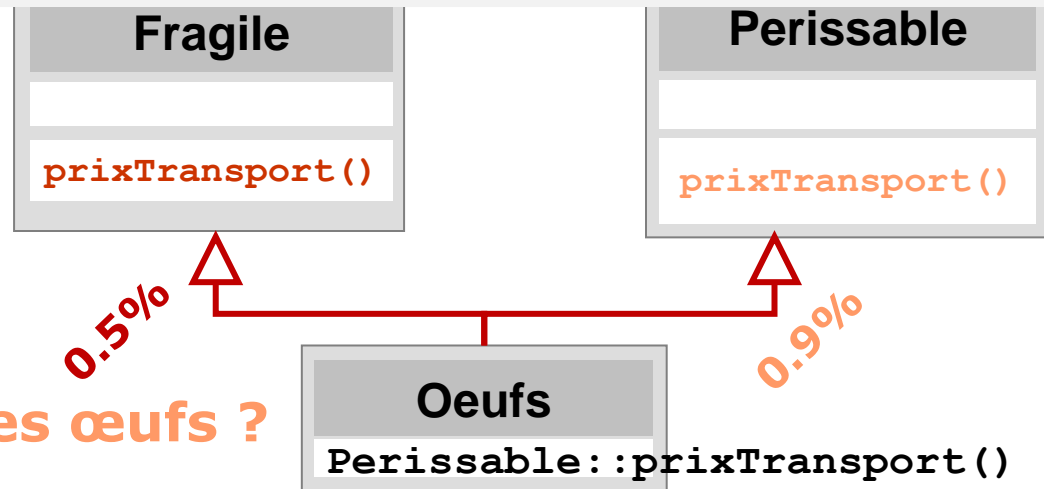 Fragile
Perissable
prixTransport()
prixTransport()
0.5%
0.9%
es œufs ?
Oeufs
Perissable::prixTransport()